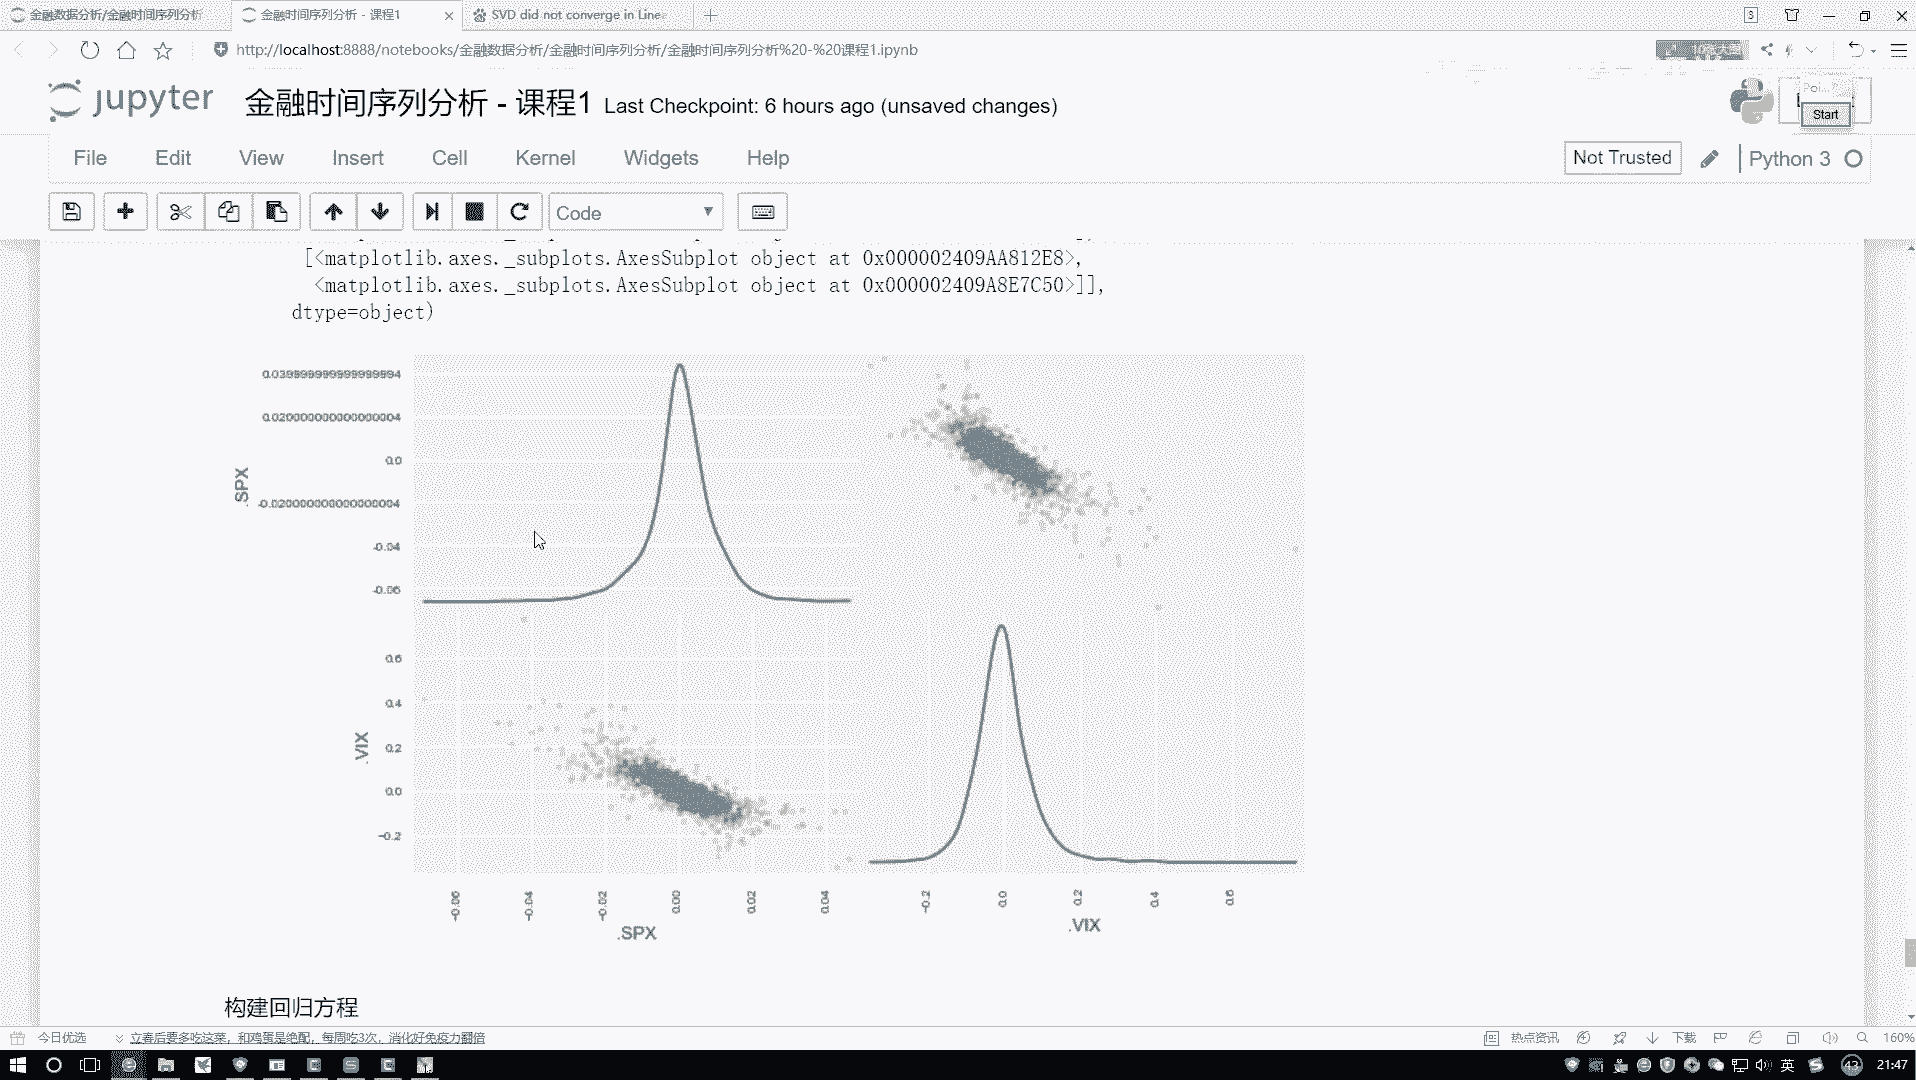 金融数据分析/金融时间序列分析
金融时间序列分析 - 课程1
SVD did not converge in Line
http://localhost:8888/notebooks/金融数据分析/金融时间序列分析/金融时间序列分析%20-%20课程1.ipynb
jupyter 金融时间序列分析 - 课程1 Last Checkpoint: 6 hours ago (unsaved changes)
Start
File Edit View Insert Cell Kernel Widgets Help
Not Trusted Python 3
Code
[<matplotlib.axes._subplots.AxesSubplot object at 0x000002409AA812E8>,
<matplotlib.axes._subplots.AxesSubplot object at 0x000002409A8E7C50>]],
dtype=object)
0.039999999999999994
0.020000000000000004
0.0
-0.020000000000000004
-0.04
-0.06
.SPX
0.6
0.4
0.2
0.0
-0.2
.VIX
-0.06 -0.04 -0.02 0.00 0.02 0.04 -0.2 0.0 0.2 0.4 0.6
.SPX .VIX
构建回归方程
今日优选 立春后要多吃这菜，和鸡蛋是绝配，每周吃3次，消化好免疫力翻倍 热点资讯 下载 160%
英 43 21:47